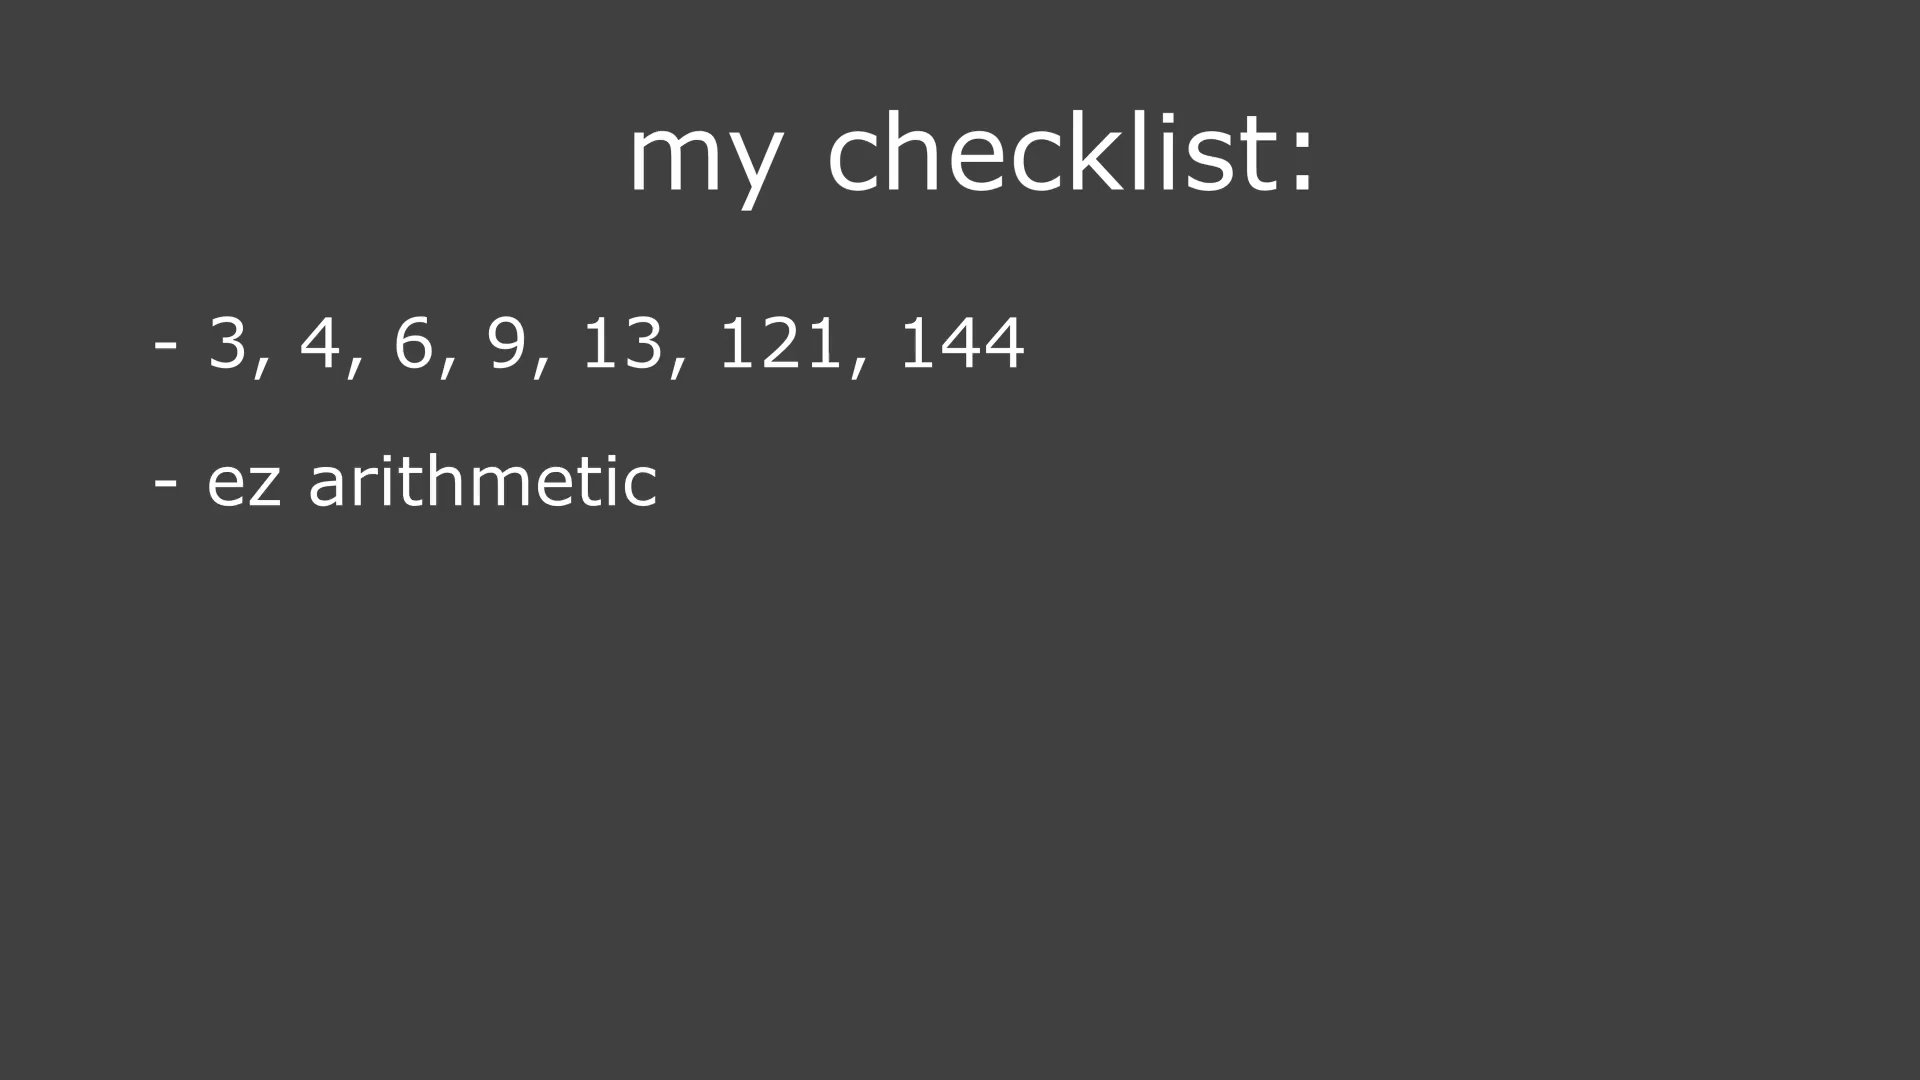 my checklist:
- 3, 4, 6, 9, 13, 121, 144
- ez arithmetic